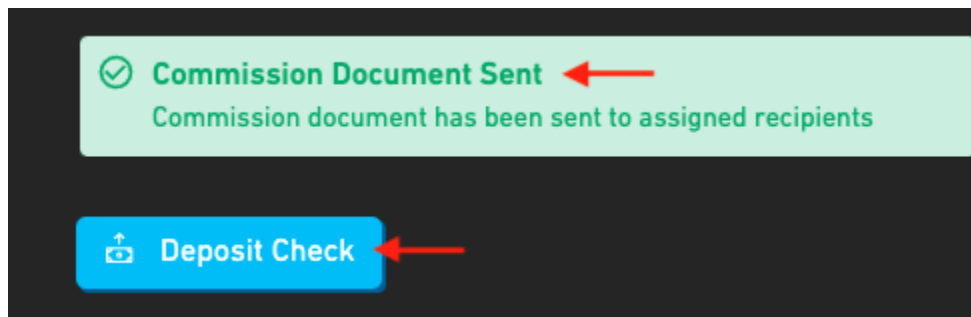 Commission Document Sent
Commission document has been sent to assigned recipients
Deposit Check